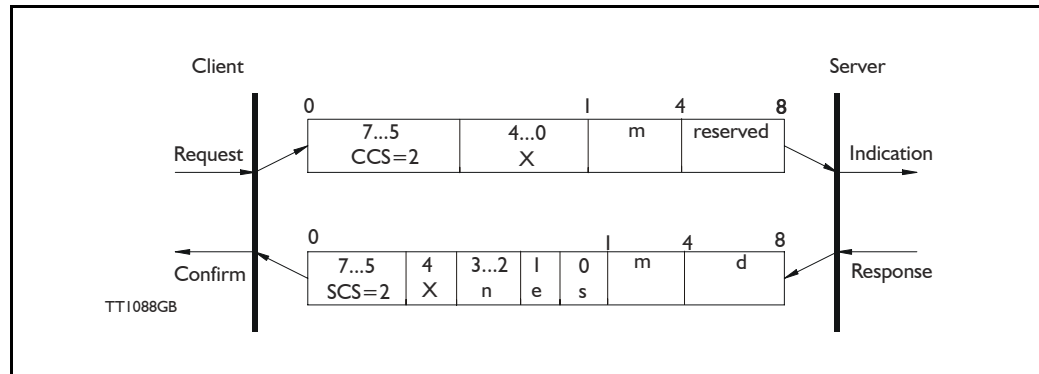 Client Server
0 1 4 8
7...5 4...0 m reserved
CCS=2 X
Request Indication
0 1 4 8
7...5 4 3...2 1 0 m d
SCS=2 X n e s
Confirm Response
TT1088GB